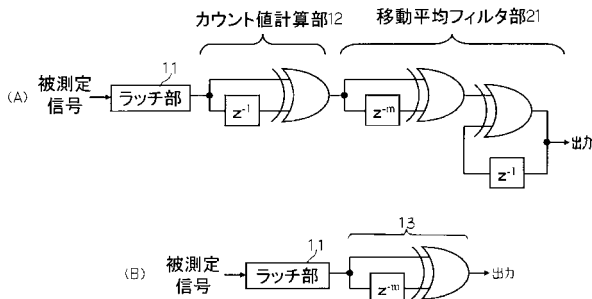 カウント値計算部12 移動平均フィルタ部21
(A) 被測定信号 ラッチ部 11 z⁻¹ z⁻ᵐ z⁻¹ 出力
(B) 被測定信号 ラッチ部 11 13 z⁻ᵐ 出力